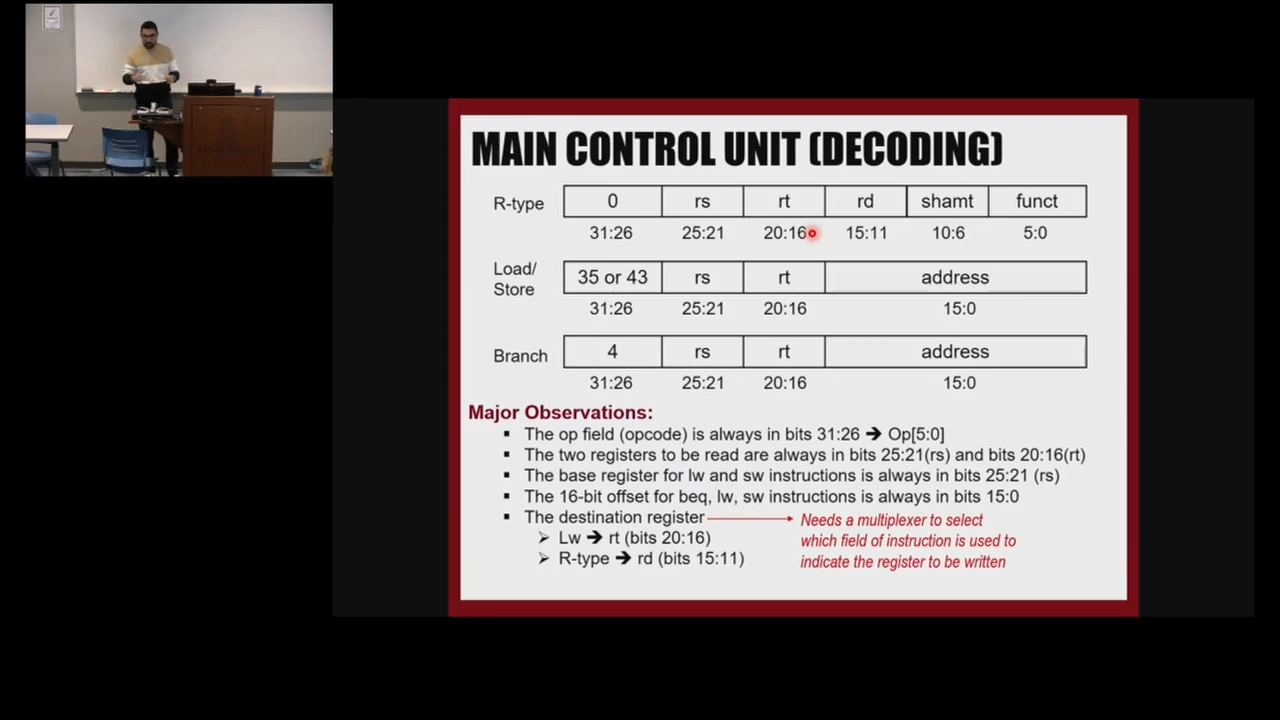 MAIN CONTROL UNIT (DECODING)
R-type 0 rs rt rd shamt funct
31:26 25:21 20:16 15:11 10:6 5:0
Load/
Store 35 or 43 rs rt address
31:26 25:21 20:16 15:0
Branch 4 rs rt address
31:26 25:21 20:16 15:0
Major Observations:
▪ The op field (opcode) is always in bits 31:26 ➔ Op[5:0]
▪ The two registers to be read are always in bits 25:21(rs) and bits 20:16(rt)
▪ The base register for lw and sw instructions is always in bits 25:21 (rs)
▪ The 16-bit offset for beq, lw, sw instructions is always in bits 15:0
▪ The destination register
➢ Lw ➔ rt (bits 20:16)
➢ R-type ➔ rd (bits 15:11)
Needs a multiplexer to select
which field of instruction is used to
indicate the register to be written